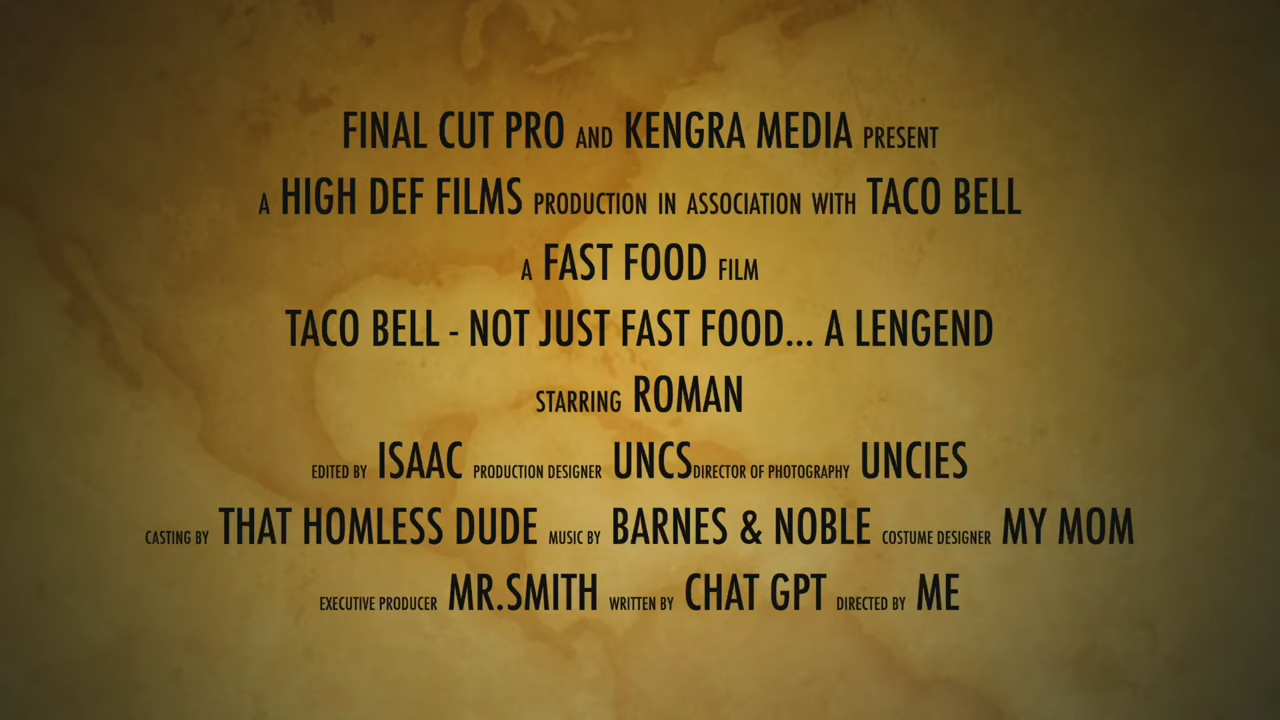 FINAL CUT PRO AND KENGRA MEDIA PRESENT
A HIGH DEF FILMS PRODUCTION IN ASSOCIATION WITH TACO BELL
A FAST FOOD FILM
TACO BELL - NOT JUST FAST FOOD... A LENGEND
STARRING ROMAN
EDITED BY ISAAC PRODUCTION DESIGNER UNCSDIRECTOR OF PHOTOGRAPHY UNCIES
CASTING BY THAT HOMLESS DUDE MUSIC BY BARNES & NOBLE COSTUME DESIGNER MY MOM
EXECUTIVE PRODUCER MR.SMITH WRITTEN BY CHAT GPT DIRECTED BY ME